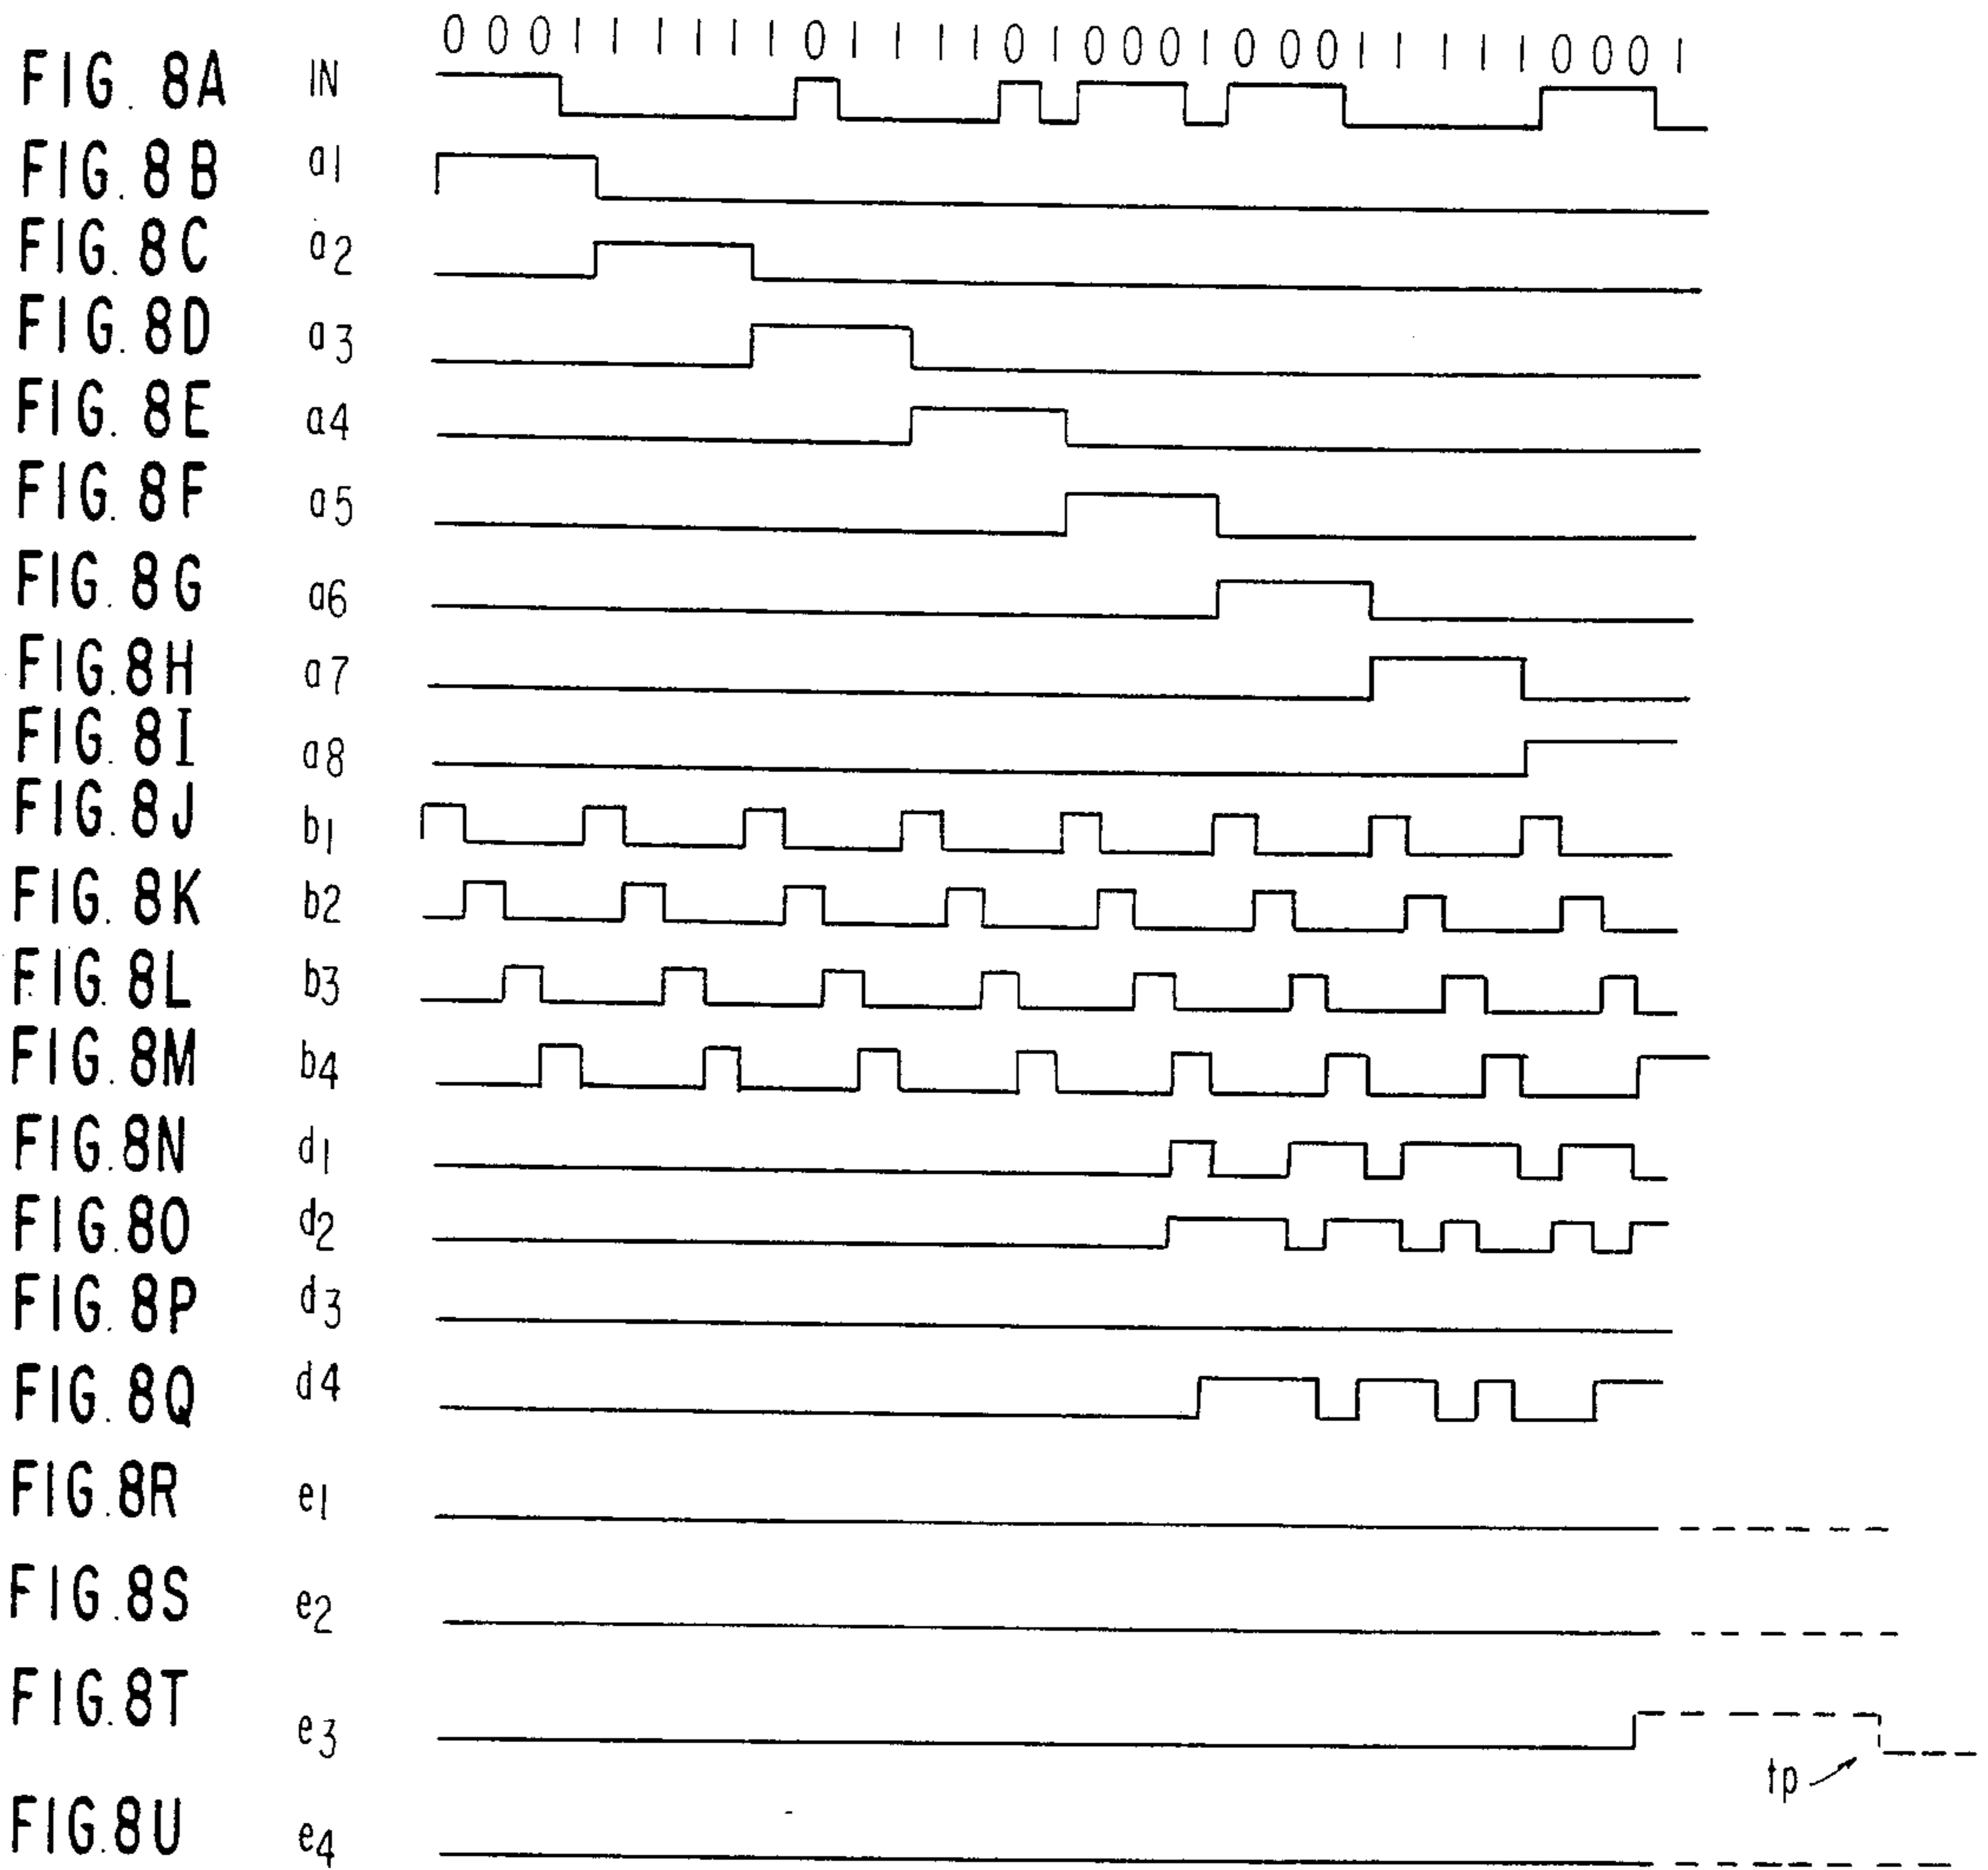 0 0 0 1 1 1 1 1 1 0 1 1 1 1 0 1 0 0 0 1 0 0 0 1 1 1 1 1 0 0 0 1
FIG. 8A IN
FIG. 8B a1
FIG. 8C a2
FIG. 8D a3
FIG. 8E a4
FIG. 8F a5
FIG. 8G a6
FIG. 8H a7
FIG. 8I a8
FIG. 8J b1
FIG. 8K b2
FIG. 8L b3
FIG. 8M b4
FIG. 8N d1
FIG. 8O d2
FIG. 8P d3
FIG. 8Q d4
FIG. 8R e1
FIG. 8S e2
FIG. 8T e3
tp
FIG. 8U e4